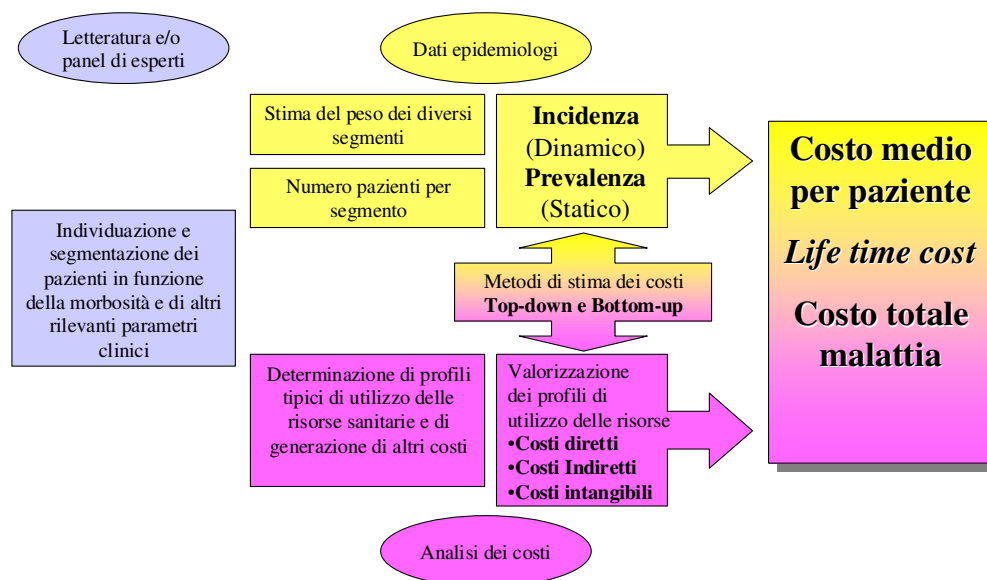 Letteratura e/o
panel di esperti
Dati epidemiologi
Stima del peso dei diversi
segmenti
Numero pazienti per
segmento
Incidenza
(Dinamico)
Prevalenza
(Statico)
Individuazione e
segmentazione dei
pazienti in funzione
della morbosità e di altri
rilevanti parametri
clinici
Metodi di stima dei costi
Top-down e Bottom-up
Determinazione di profili
tipici di utilizzo delle
risorse sanitarie e di
generazione di altri costi
Valorizzazione
dei profili di
utilizzo delle risorse
•Costi diretti
•Costi Indiretti
•Costi intangibili
Costo medio
per paziente
Life time cost
Costo totale
malattia
Analisi dei costi